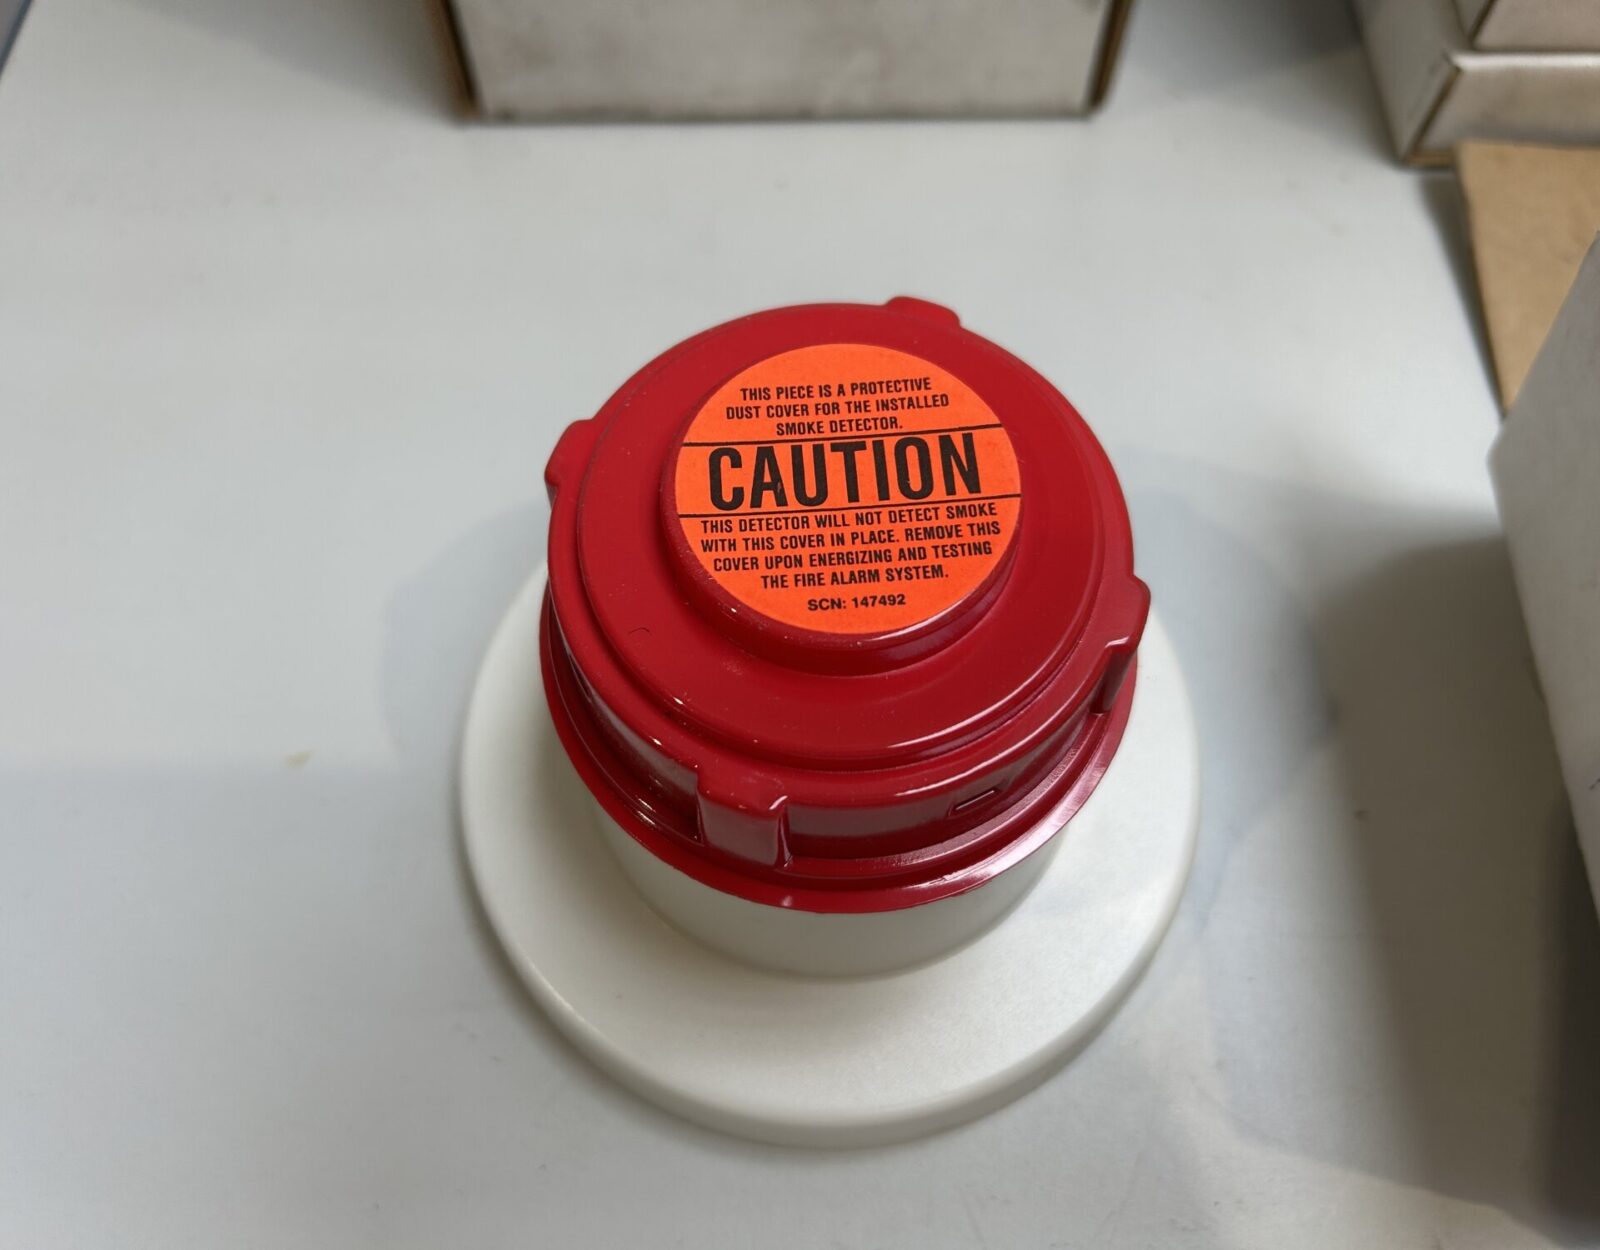 THIS PIECE IS A PROTECTIVE
DUST COVER FOR THE INSTALLED
SMOKE DETECTOR.
CAUTION
THIS DETECTOR WILL NOT DETECT SMOKE
WITH THIS COVER IN PLACE. REMOVE THIS
COVER UPON ENERGIZING AND TESTING
THE FIRE ALARM SYSTEM.
SCN: 147492